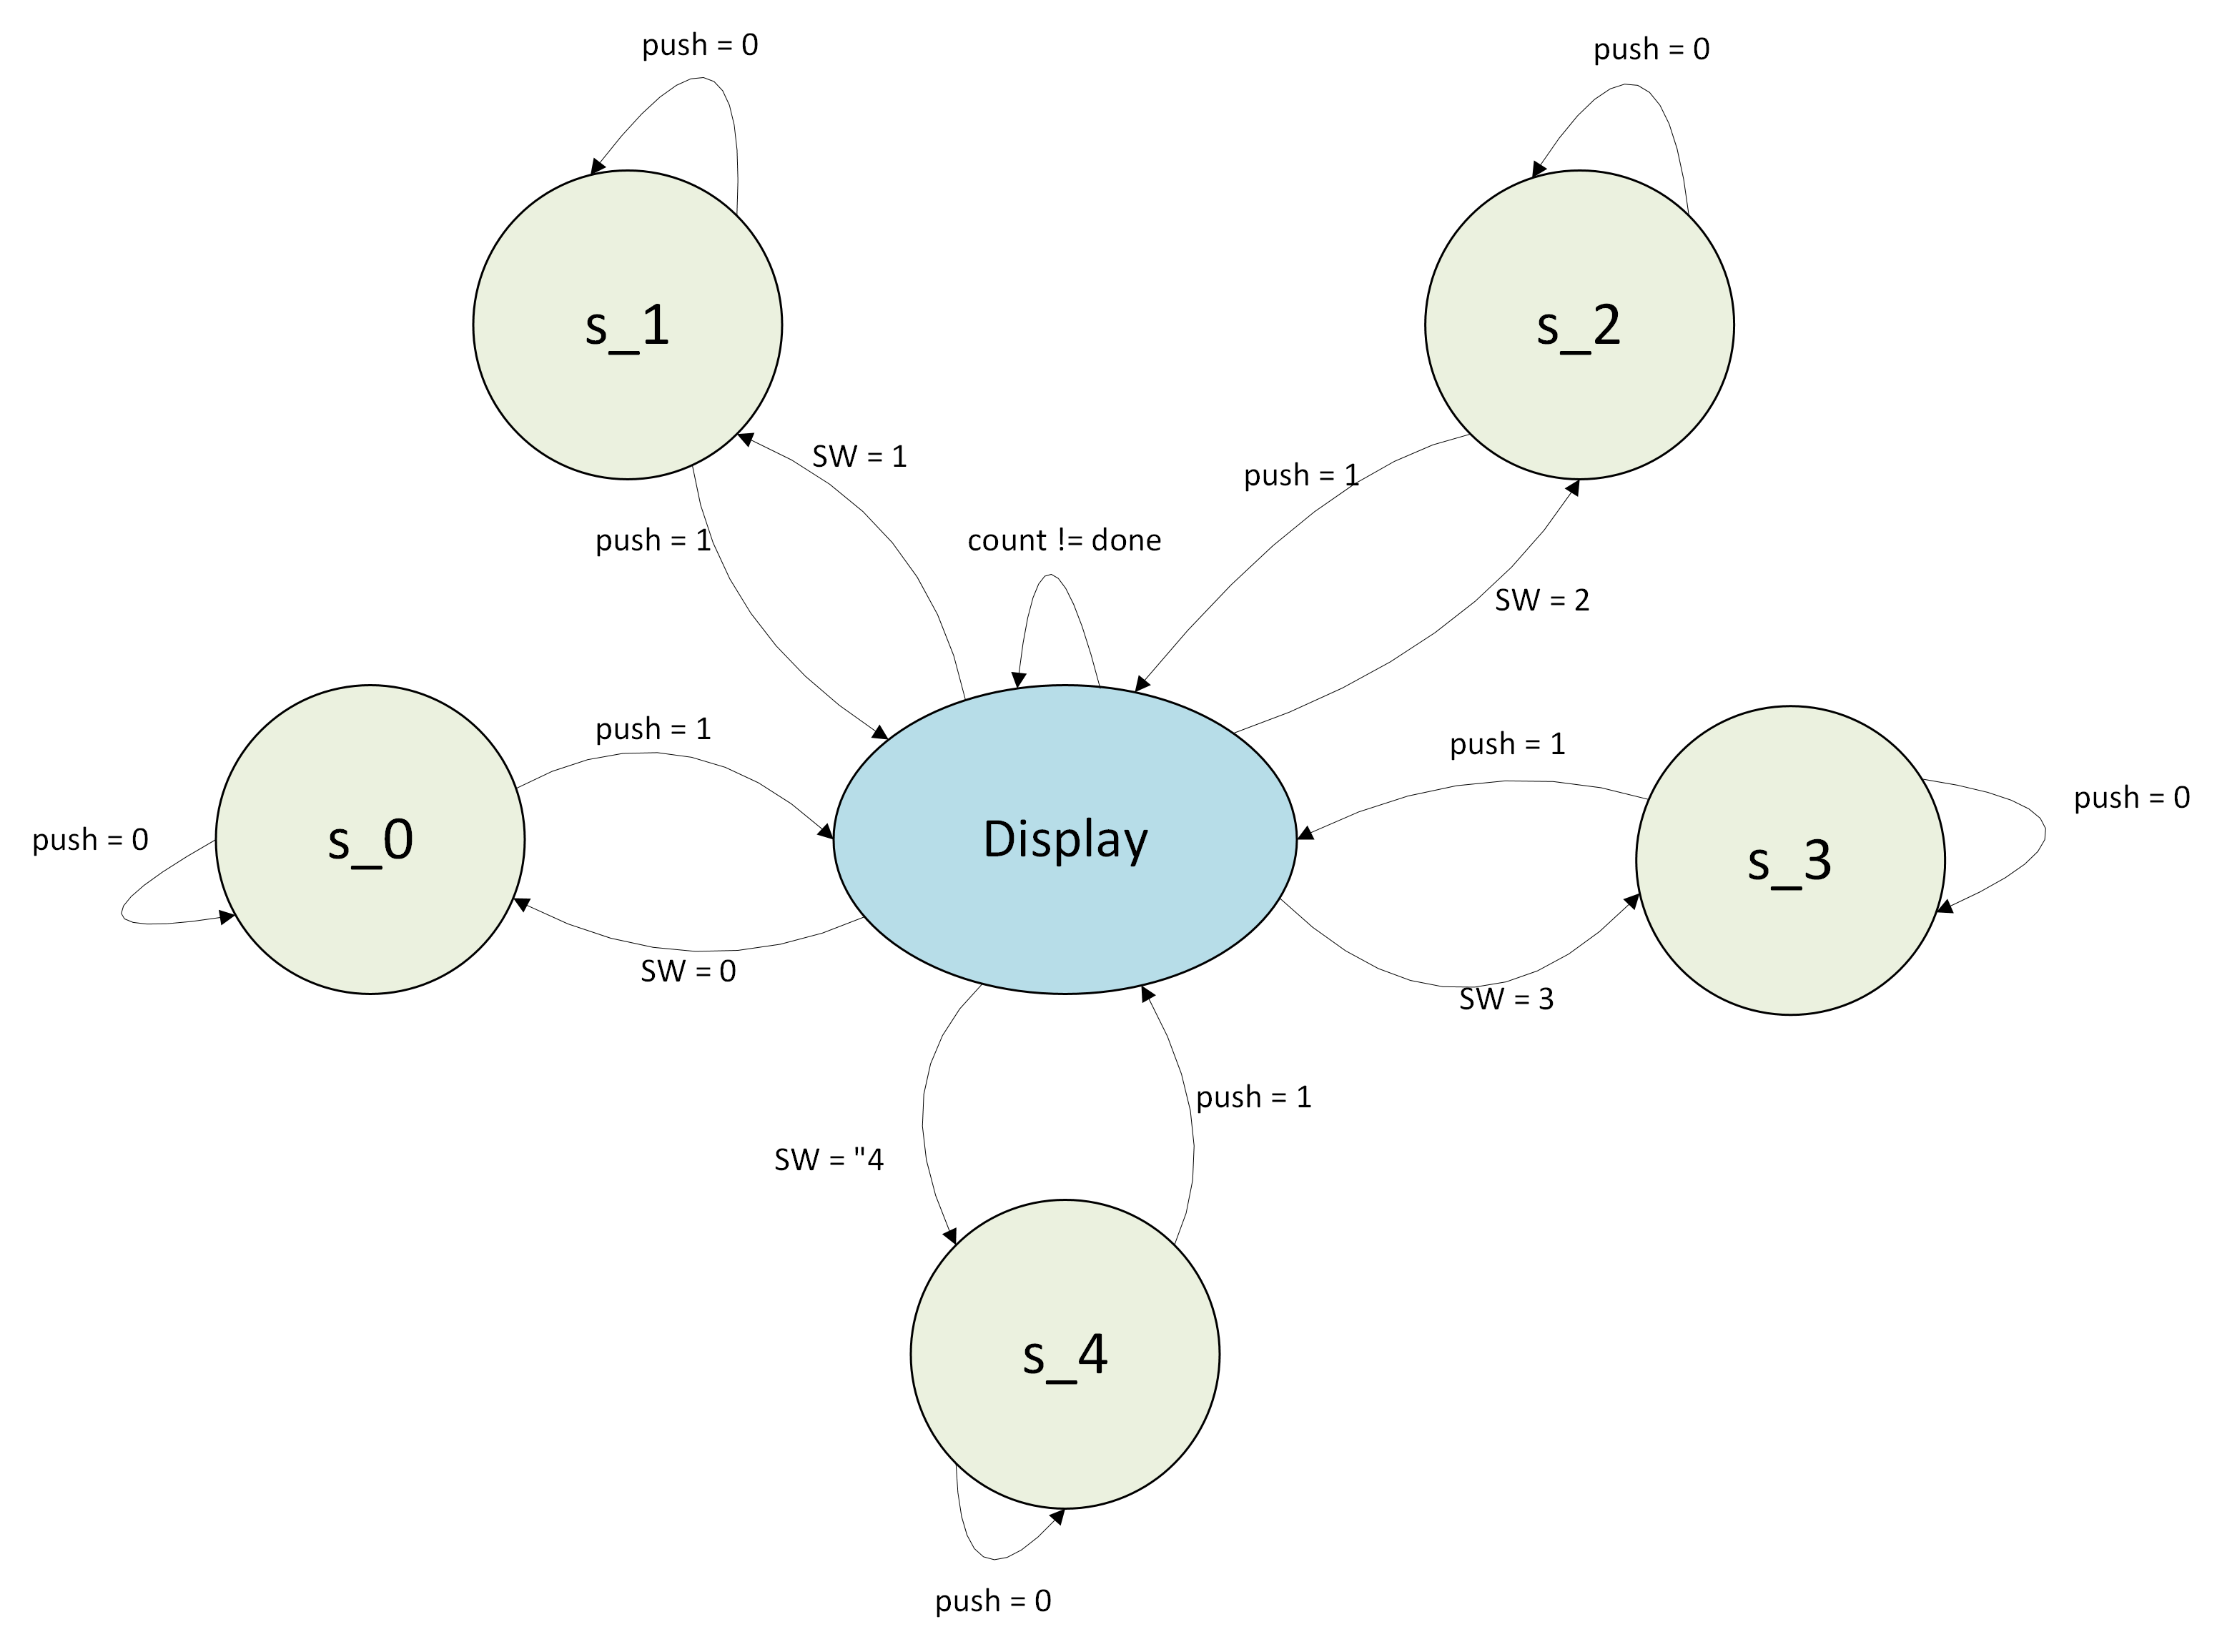 push = 0
push = 0
s_1
s_2
SW = 1
push = 1
push = 1
count != done
SW = 2
push = 1
push = 1
push = 0
push = 0
s_0
Display
s_3
SW = 0
SW = 3
push = 1
SW = "4
s_4
push = 0